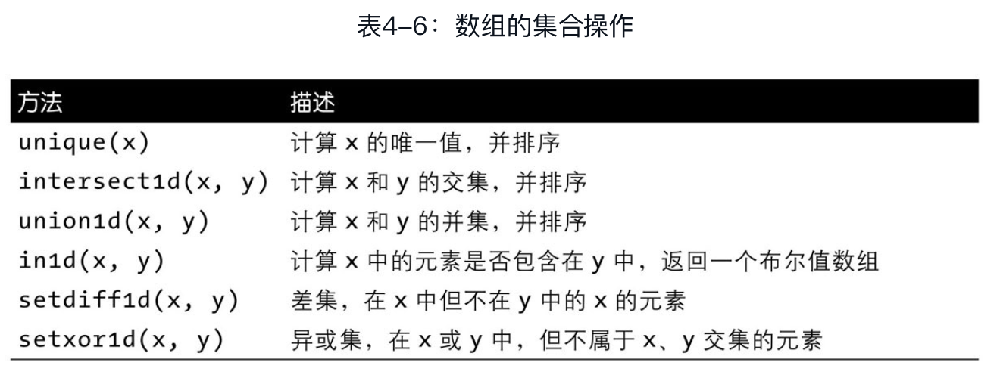 表4–6：数组的集合操作
方法 描述
unique(x) 计算 x 的唯一值，并排序
intersect1d(x, y) 计算 x 和 y 的交集，并排序
union1d(x, y) 计算 x 和 y 的并集，并排序
in1d(x, y) 计算 x 中的元素是否包含在 y 中，返回一个布尔值数组
setdiff1d(x, y) 差集，在 x 中但不在 y 中的 x 的元素
setxor1d(x, y) 异或集，在 x 或 y 中，但不属于 x、y 交集的元素